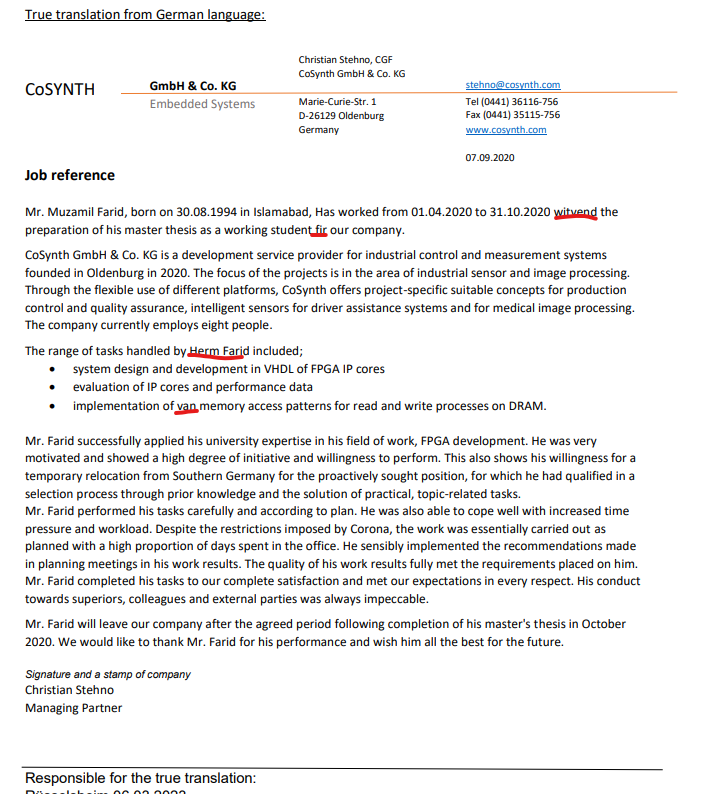 True translation from German language:
Christian Stehno, CGF
CoSynth GmbH & Co. KG
CoSYNTH
GmbH & Co. KG
stehno@cosynth.com
Embedded Systems
Marie-Curie-Str. 1
Tel (0441) 36116-756
D-26129 Oldenburg
Fax (0441) 35115-756
Germany
www.cosynth.com
07.09.2020
Job reference
Mr. Muzamil Farid, born on 30.08.1994 in Islamabad, Has worked from 01.04.2020 to 31.10.2020 witvend the
preparation of his master thesis as a working student fir our company.
CoSynth GmbH & Co. KG is a development service provider for industrial control and measurement systems
founded in Oldenburg in 2020. The focus of the projects is in the area of industrial sensor and image processing.
Through the flexible use of different platforms, CoSynth offers project-specific suitable concepts for production
control and quality assurance, intelligent sensors for driver assistance systems and for medical image processing.
The company currently employs eight people.
The range of tasks handled by Herm Farid included;
• system design and development in VHDL of FPGA IP cores
• evaluation of IP cores and performance data
• implementation of van memory access patterns for read and write processes on DRAM.
Mr. Farid successfully applied his university expertise in his field of work, FPGA development. He was very
motivated and showed a high degree of initiative and willingness to perform. This also shows his willingness for a
temporary relocation from Southern Germany for the proactively sought position, for which he had qualified in a
selection process through prior knowledge and the solution of practical, topic-related tasks.
Mr. Farid performed his tasks carefully and according to plan. He was also able to cope well with increased time
pressure and workload. Despite the restrictions imposed by Corona, the work was essentially carried out as
planned with a high proportion of days spent in the office. He sensibly implemented the recommendations made
in planning meetings in his work results. The quality of his work results fully met the requirements placed on him.
Mr. Farid completed his tasks to our complete satisfaction and met our expectations in every respect. His conduct
towards superiors, colleagues and external parties was always impeccable.
Mr. Farid will leave our company after the agreed period following completion of his master's thesis in October
2020. We would like to thank Mr. Farid for his performance and wish him all the best for the future.
Signature and a stamp of company
Christian Stehno
Managing Partner
Responsible for the true translation: